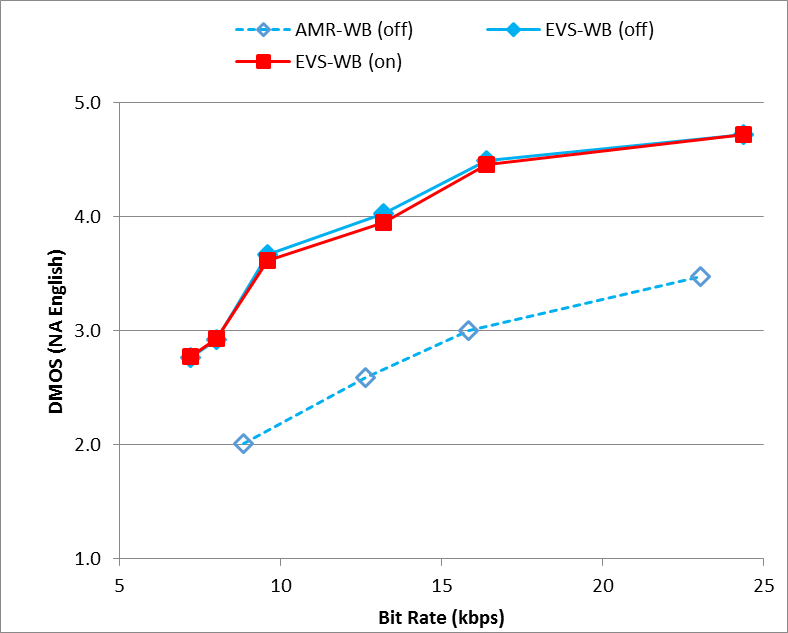 AMR-WB (off) EVS-WB (off)
EVS-WB (on)
5.0
4.0
3.0
2.0
1.0
DMOS (NA English)
5 10 15 20 25
Bit Rate (kbps)